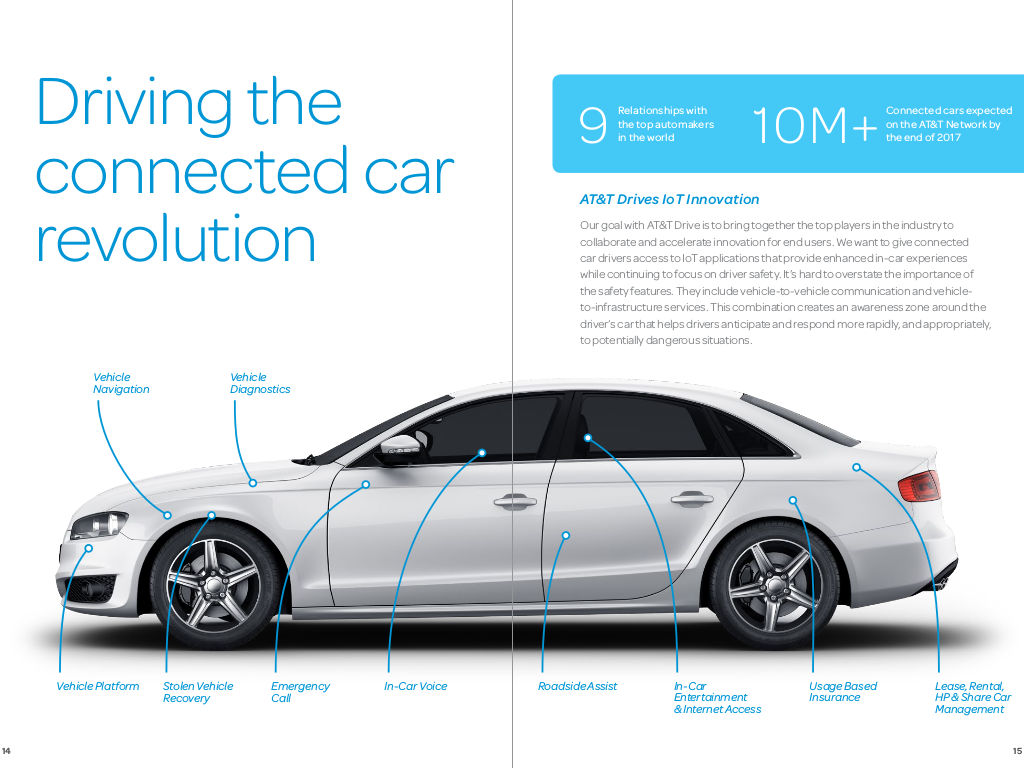 Driving the
connected car
revolution
9
Relationships with
the top automakers
in the world
10M+
Connected cars expected
on the AT&T Network by
the end of 2017
AT&T Drives IoT Innovation
Our goal with AT&T Drive is to bring together the top players in the industry to
collaborate and accelerate innovation for end users. We want to give connected
car drivers access to IoT applications that provide enhanced in-car experiences
while continuing to focus on driver safety. It's hard to overstate the importance of
the safety features. They include vehicle-to-vehicle communication and vehicle-
to-infrastructure services. This combination creates an awareness zone around the
driver's car that helps drivers anticipate and respond more rapidly, and appropriately,
to potentially dangerous situations.
Vehicle
Navigation
Vehicle
Diagnostics
Vehicle Platform
Stolen Vehicle
Recovery
Emergency
Call
In-Car Voice
Roadside Assist
In-Car
Entertainment
& Internet Access
Usage Based
Insurance
Lease, Rental,
HP & Share Car
Management
14
15